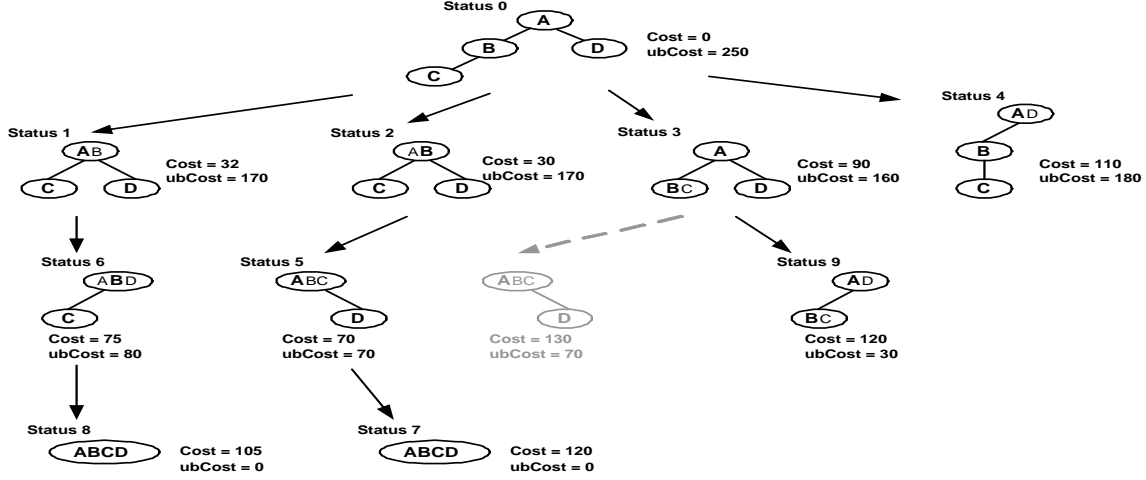 Status 0
A
B
D
C
Cost = 0
ubCost = 250
Status 1
AB
C
D
Cost = 32
ubCost = 170
Status 2
AB
C
D
Cost = 30
ubCost = 170
Status 3
A
BC
D
Cost = 90
ubCost = 160
Status 4
AD
B
C
Cost = 110
ubCost = 180
Status 6
ABD
C
Cost = 75
ubCost = 80
Status 5
ABC
D
Cost = 70
ubCost = 70
ABC
D
Cost = 130
ubCost = 70
Status 9
AD
BC
Cost = 120
ubCost = 30
Status 8
ABCD
Cost = 105
ubCost = 0
Status 7
ABCD
Cost = 120
ubCost = 0